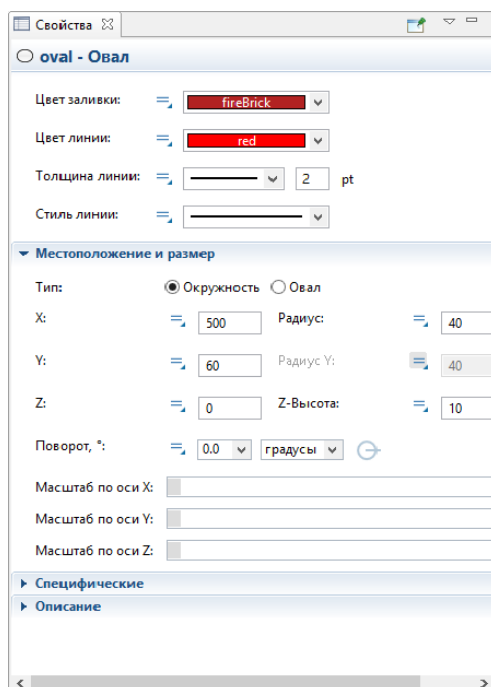 Свойства
oval - Овал
Цвет заливки: fireBrick
Цвет линии: red
Толщина линии: 2 pt
Стиль линии:
Местоположение и размер
Тип: Окружность Овал
X: 500 Радиус: 40
Y: 60 Радиус Y: 40
Z: 0 Z-Высота: 10
Поворот, °: 0.0 градусы
Масштаб по оси X:
Масштаб по оси Y:
Масштаб по оси Z:
Специфические
Описание